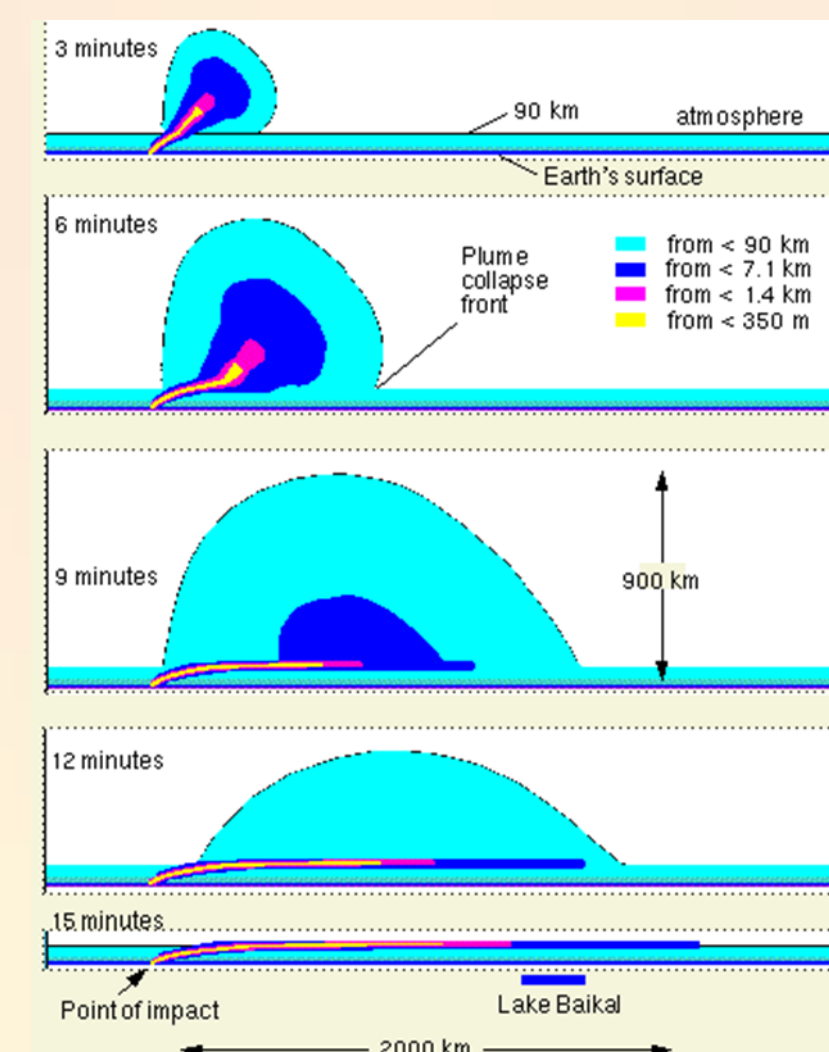 3 minutes
90 km
atmosphere
Earth's surface
6 minutes
Plume
collapse
front
from < 90 km
from < 7.1 km
from < 1.4 km
from < 350 m
9 minutes
900 km
12 minutes
15 minutes
Point of impact
Lake Baikal
2000 km